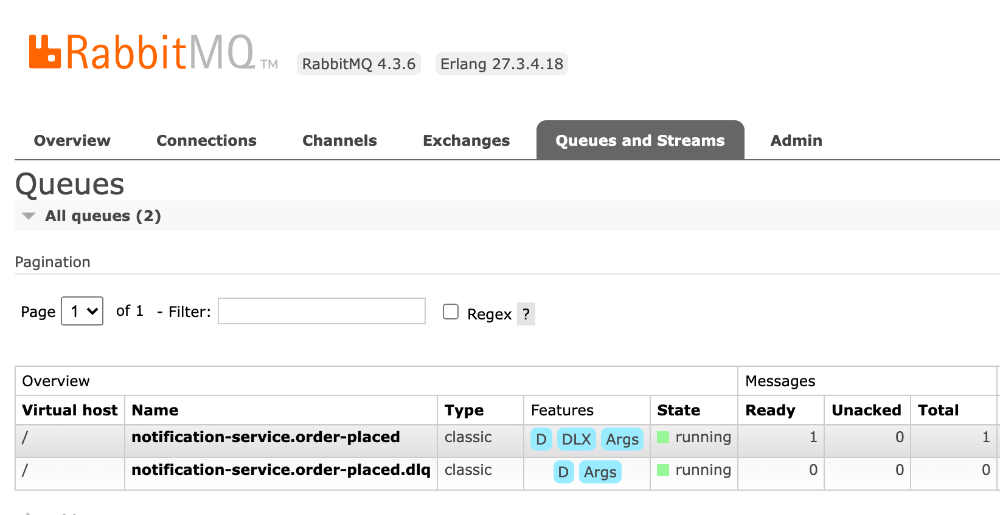 RabbitMQ TM RabbitMQ 4.3.6 Erlang 27.3.4.18
Overview Connections Channels Exchanges Queues and Streams Admin
Queues
All queues (2)
Pagination
Page 1 of 1 - Filter: Regex ?
Overview Messages
Virtual host Name Type Features State Ready Unacked Total
/ notification-service.order-placed classic D DLX Args running 1 0 1
/ notification-service.order-placed.dlq classic D Args running 0 0 0